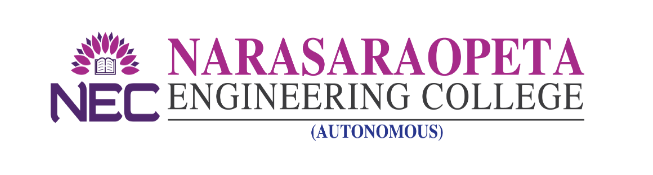 NEC
NARASARAOPETA
ENGINEERING COLLEGE
(AUTONOMOUS)